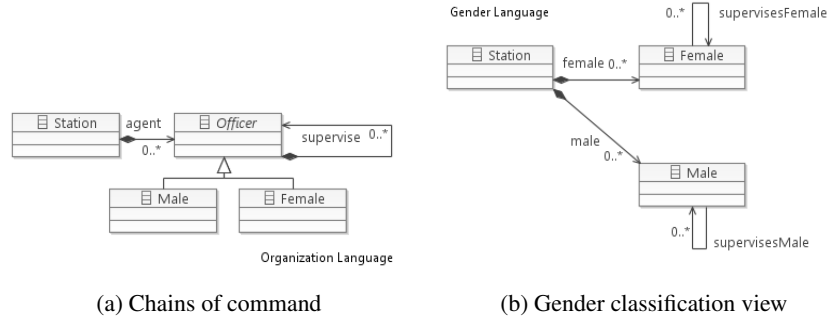 Station
agent
0..*
Officer
supervise
0..*
Male
Female
Organization Language
(a) Chains of command
Gender Language
Station
female 0..*
Female
0..*
supervisesFemale
male
0..*
Male
0..*
supervisesMale
(b) Gender classification view